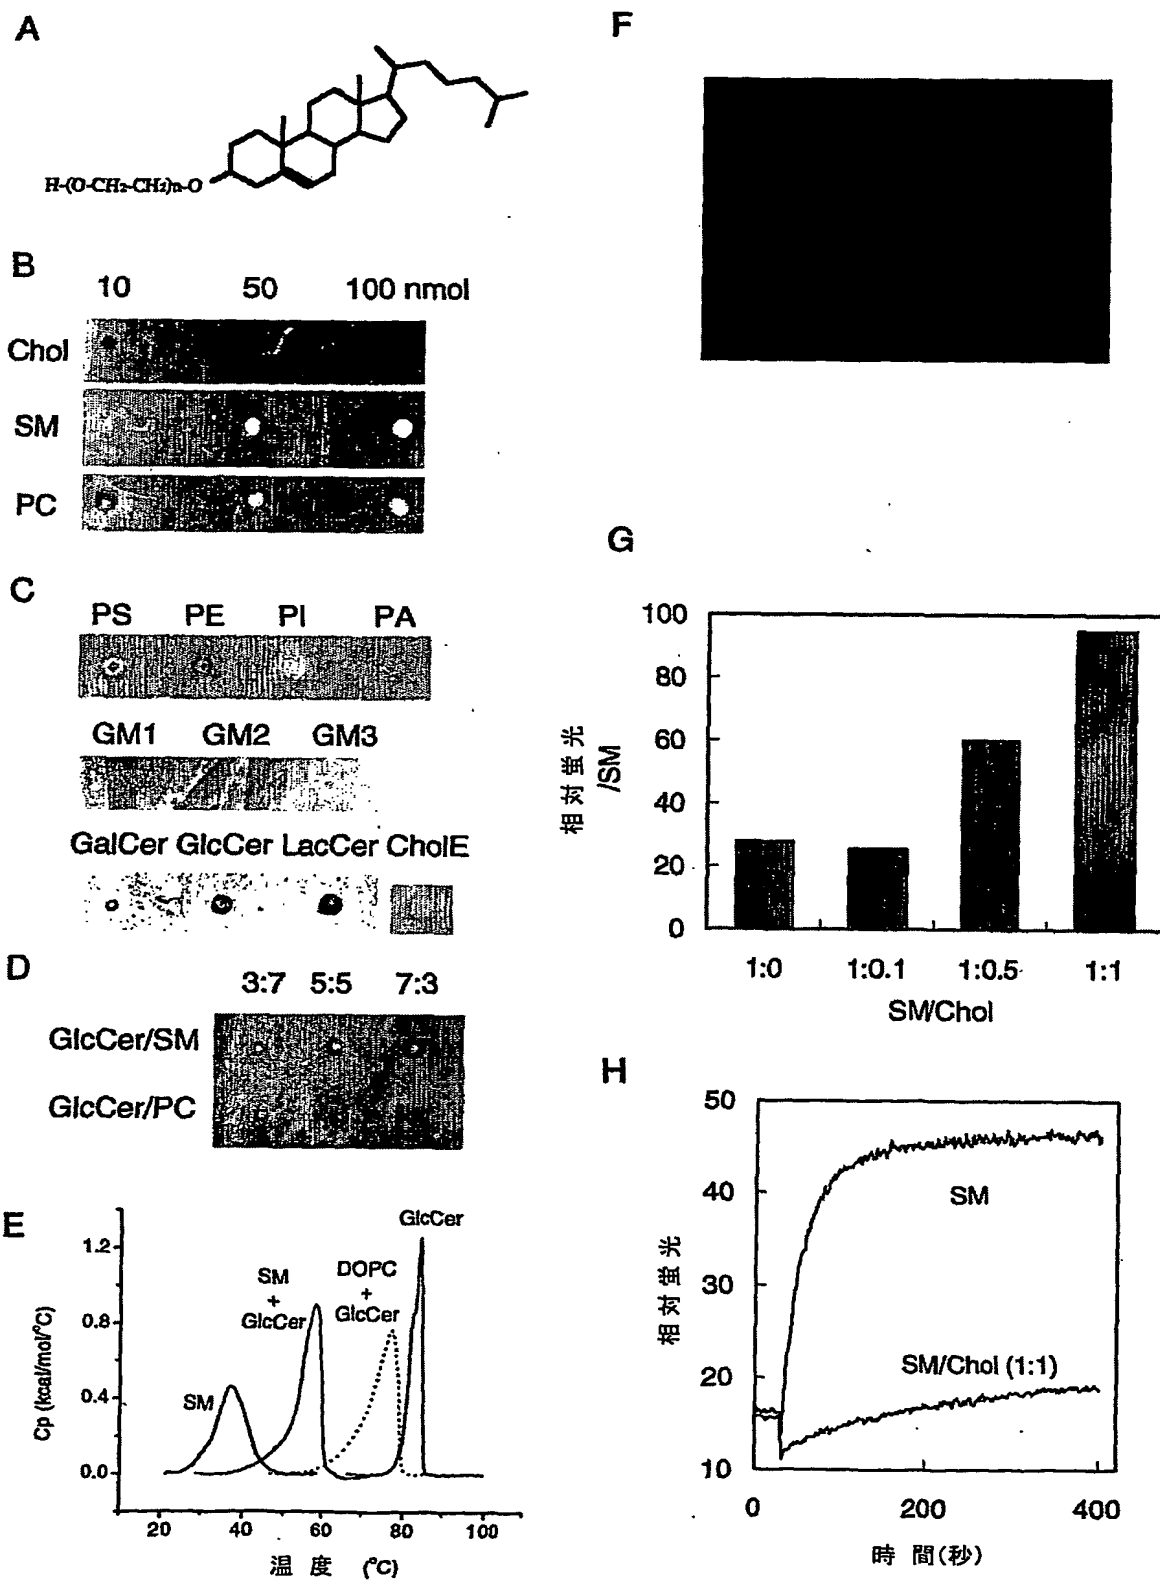 A
H-(O-CH₂-CH₂)n-O
B
10 50 100 nmol
Chol
SM
PC
C
PS PE PI PA
GM1 GM2 GM3
GalCer GlcCer LacCer CholE
D
3:7 5:5 7:3
GlcCer/SM
GlcCer/PC
E
Cp (kcal/mol/°C)
1.2
0.8
0.4
0.0
SM
SM
+
GlcCer
DOPC
+
GlcCer
GlcCer
20 40 60 80 100
温度 (°C)
F
G
相対蛍光
/SM
100
80
60
40
20
0
1:0 1:0.1 1:0.5 1:1
SM/Chol
H
相対蛍光
50
40
30
20
10
SM
SM/Chol (1:1)
0 200 400
時間(秒)